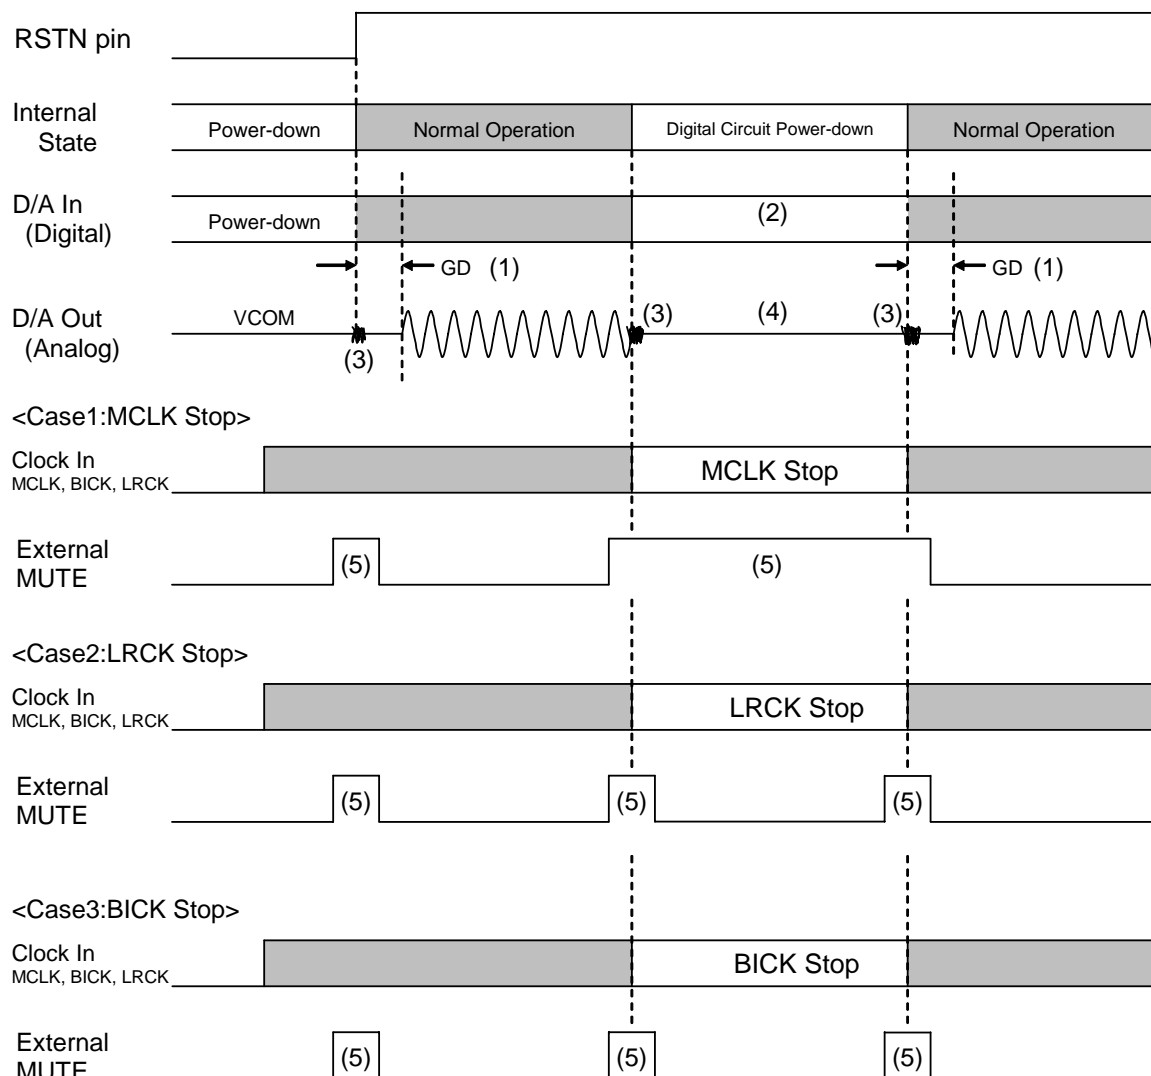 RSTN pin
Internal
State
Power-down Normal Operation Digital Circuit Power-down Normal Operation
D/A In
(Digital)
Power-down (2)
GD (1) GD (1)
D/A Out
(Analog)
VCOM (3) (3) (4) (3)
<Case1:MCLK Stop>
Clock In
MCLK, BICK, LRCK
MCLK Stop
External
MUTE
(5) (5)
<Case2:LRCK Stop>
Clock In
MCLK, BICK, LRCK
LRCK Stop
External
MUTE
(5) (5) (5)
<Case3:BICK Stop>
Clock In
MCLK, BICK, LRCK
BICK Stop
External
MUTE
(5) (5) (5)